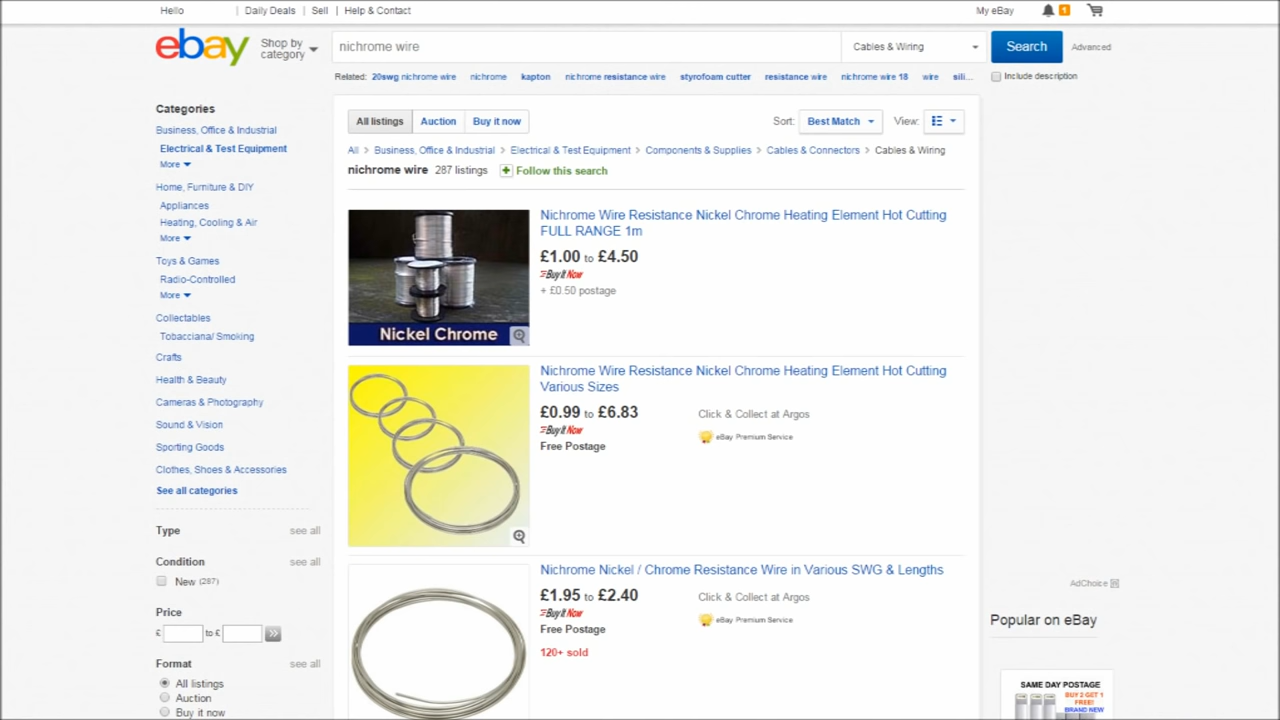 Hello
Daily Deals
Sell
Help & Contact
My eBay
1
ebay
Shop by
category
nichrome wire
Cables & Wiring
Search
Advanced
Related: 20swg nichrome wire nichrome kapton nichrome resistance wire styrofoam cutter resistance wire nichrome wire 18 wire sili...
Include description
Categories
Business, Office & Industrial
Electrical & Test Equipment
More
Home, Furniture & DIY
Appliances
Heating, Cooling & Air
More
Toys & Games
Radio-Controlled
More
Collectables
Tobacciana/ Smoking
Crafts
Health & Beauty
Cameras & Photography
Sound & Vision
Sporting Goods
Clothes, Shoes & Accessories
See all categories
Type see all
Condition see all
New (287)
Price
£ to £
Format see all
All listings
Auction
Buy it now
All listings Auction Buy it now
Sort: Best Match View:
All > Business, Office & Industrial > Electrical & Test Equipment > Components & Supplies > Cables & Connectors > Cables & Wiring
nichrome wire 287 listings + Follow this search
Nickel Chrome
Nichrome Wire Resistance Nickel Chrome Heating Element Hot Cutting
FULL RANGE 1m
£1.00 to £4.50
Buy It Now
+ £0.50 postage
Nichrome Wire Resistance Nickel Chrome Heating Element Hot Cutting
Various Sizes
£0.99 to £6.83
Click & Collect at Argos
Buy It Now
eBay Premium Service
Free Postage
Nichrome Nickel / Chrome Resistance Wire in Various SWG & Lengths
£1.95 to £2.40
Click & Collect at Argos
Buy It Now
eBay Premium Service
Free Postage
120+ sold
AdChoice
Popular on eBay
SAME DAY POSTAGE
BUY 2 GET 1
FREE!
BRAND NEW